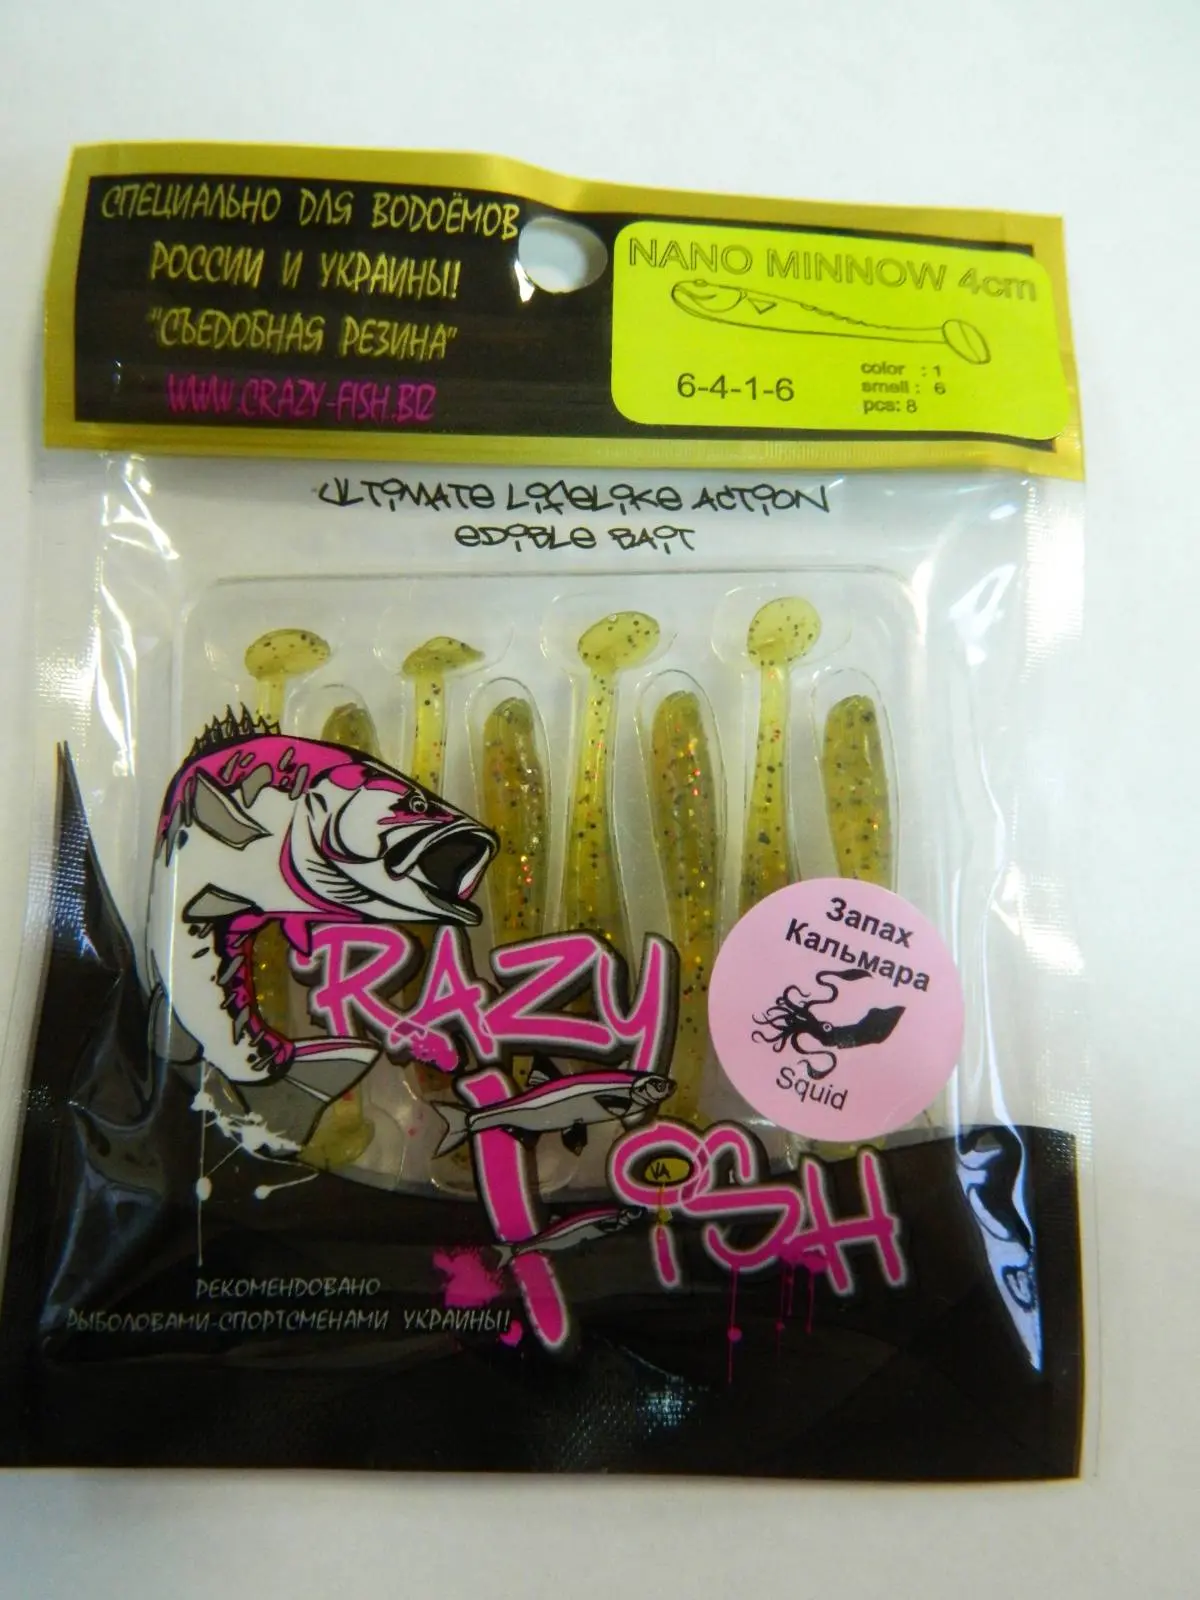 СПЕЦИАЛЬНО ДЛЯ ВОДОЁМОВ
РОССИИ И УКРАИНЫ!
"СЪЕДОБНАЯ РЕЗИНА"
WWW.CRAZY-FISH.BIZ
NANO MINNOW 4cm
6-4-1-6
color : 1
smell : 6
pcs: 8
ULTIMATE LIFELIKE ACTION
EDIBLE BAIT
Запах
Кальмара
Squid
CRAZY
FISH
РЕКОМЕНДОВАНО
РЫБОЛОВАМИ-СПОРТСМЕНАМИ УКРАИНЫ!